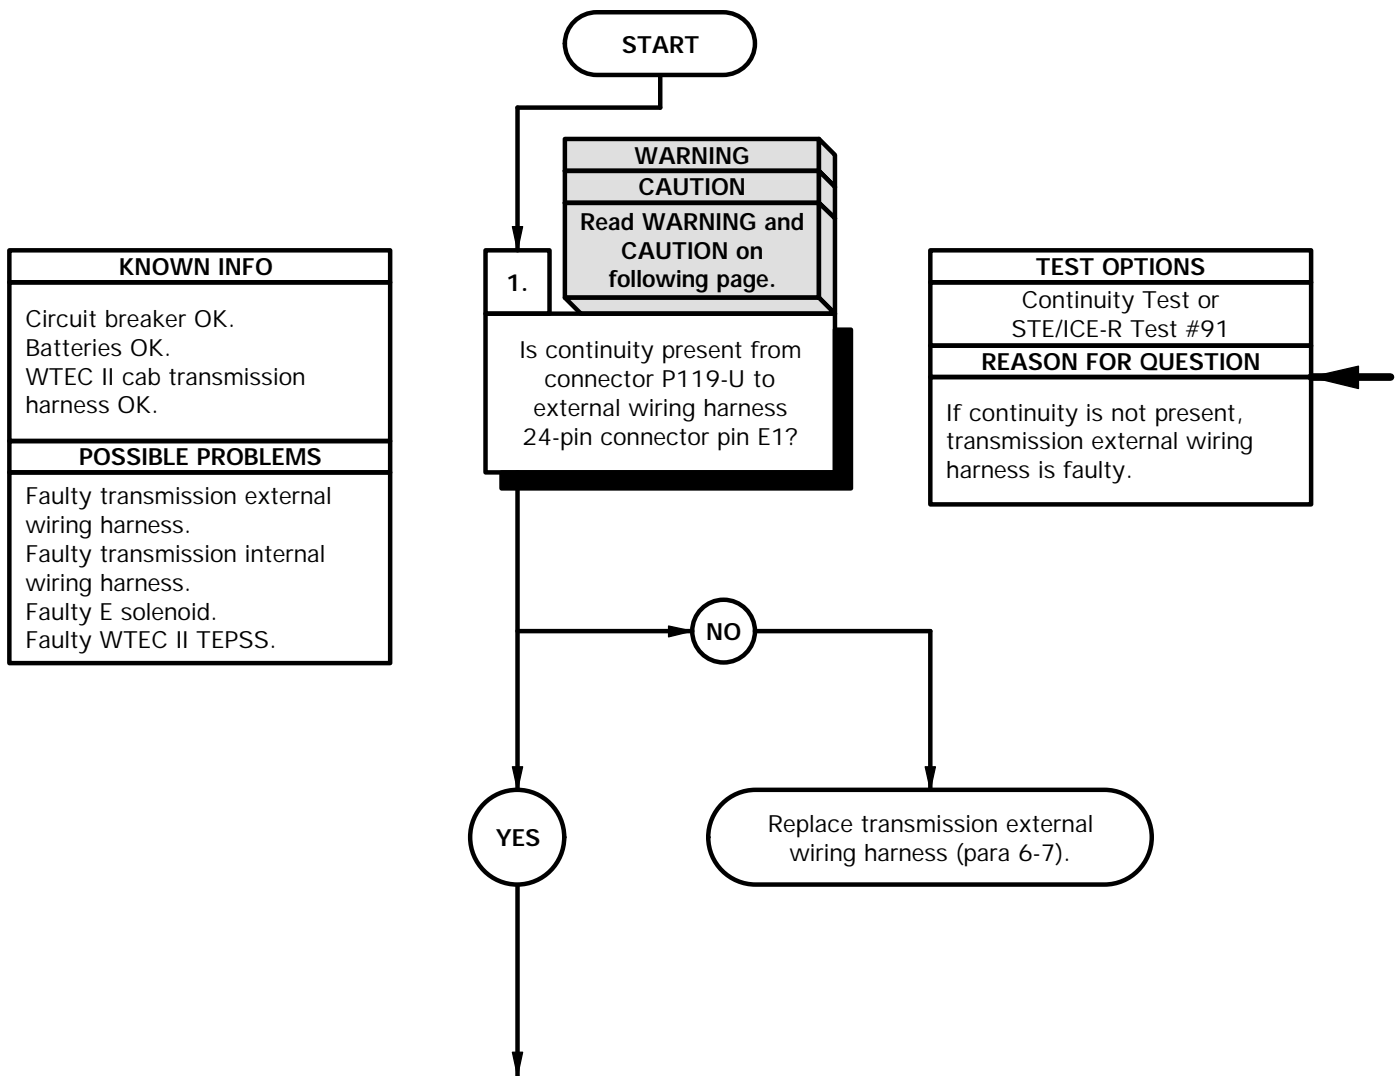 START
WARNING
CAUTION
Read WARNING and
CAUTION on
following page.
KNOWN INFO
Circuit breaker OK.
Batteries OK.
WTEC II cab transmission
harness OK.
POSSIBLE PROBLEMS
Faulty transmission external
wiring harness.
Faulty transmission internal
wiring harness.
Faulty E solenoid.
Faulty WTEC II TEPSS.
1.
Is continuity present from
connector P119-U to
external wiring harness
24-pin connector pin E1?
TEST OPTIONS
Continuity Test or
STE/ICE-R Test #91
REASON FOR QUESTION
If continuity is not present,
transmission external wiring
harness is faulty.
NO
YES
Replace transmission external
wiring harness (para 6-7).